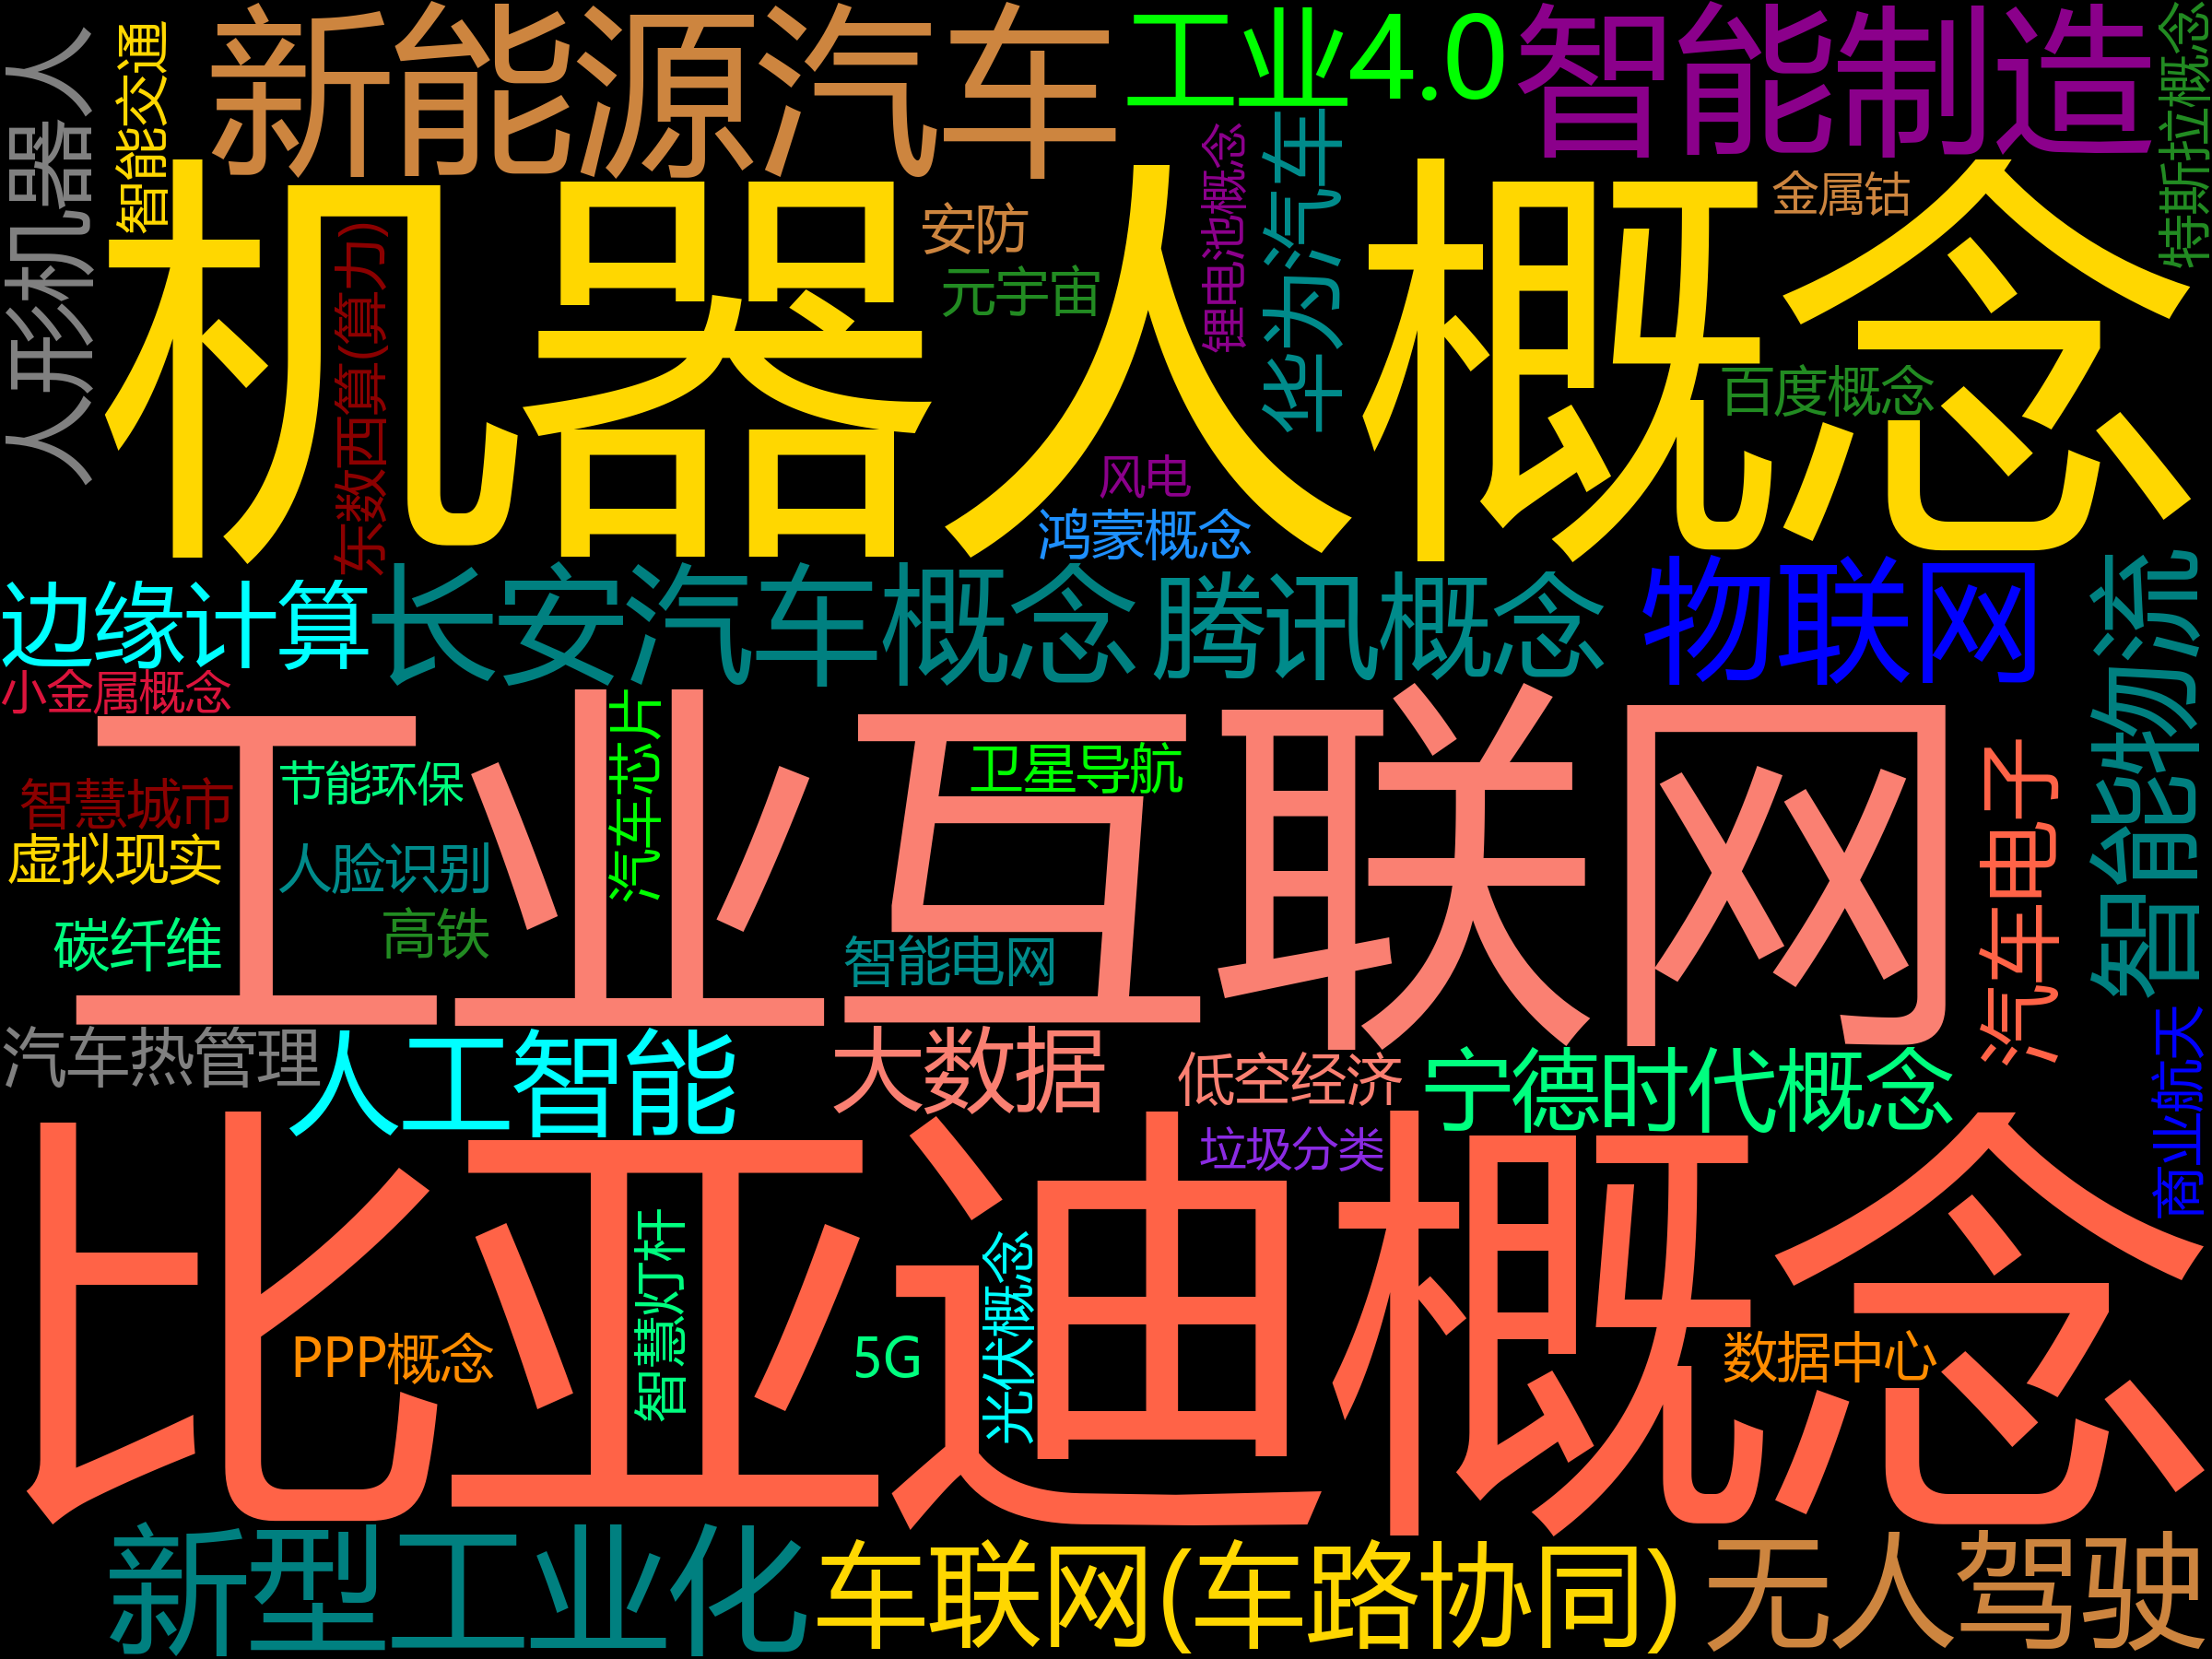 人形机器人
智能交通
新能源汽车
工业4.0
智能制造
特斯拉概念
机器人概念
安防
元宇宙
锂电池概念
华为汽车
金属钴
百度概念
东数西算(算力)
风电
鸿蒙概念
边缘计算
长安汽车概念
腾讯概念
物联网
智能物流
小金属概念
工业互联网
节能环保
汽车芯片
卫星导航
汽车电子
智慧城市
虚拟现实
人脸识别
高铁
碳纤维
智能电网
汽车热管理
人工智能
大数据
低空经济
宁德时代概念
商业航天
垃圾分类
比亚迪概念
智慧灯杆
光伏概念
PPP概念
5G
数据中心
新型工业化
车联网(车路协同)
无人驾驶